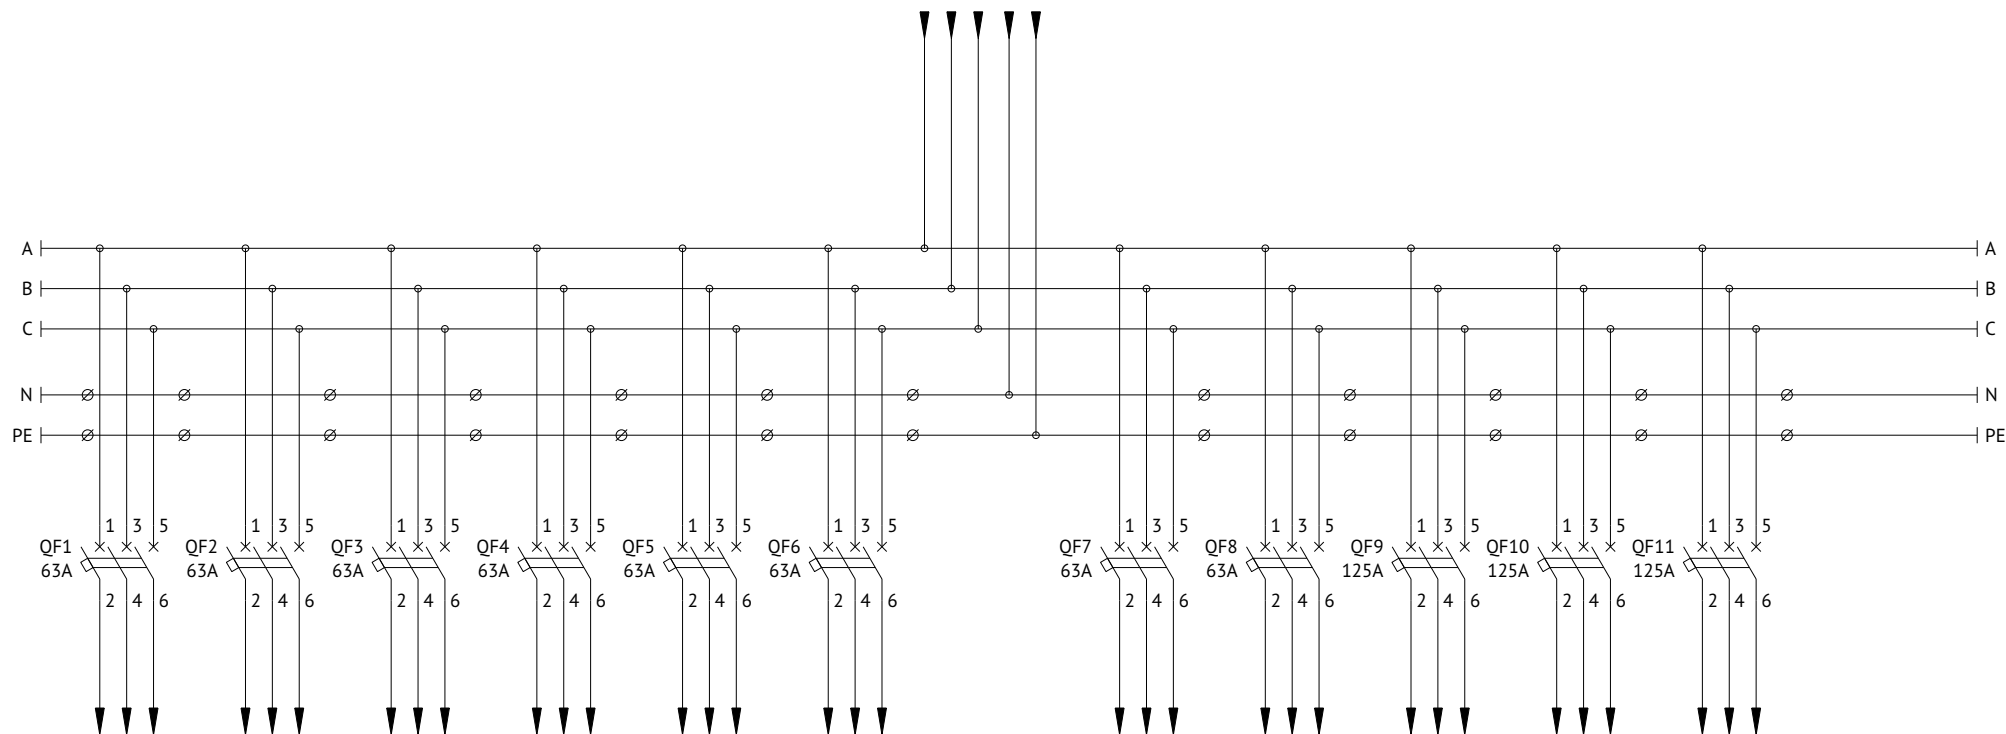 A A
B B
C C
N N
PE PE
1 3 5 1 3 5 1 3 5 1 3 5 1 3 5 1 3 5 1 3 5 1 3 5 1 3 5 1 3 5 1 3 5
QF1 QF2 QF3 QF4 QF5 QF6 QF7 QF8 QF9 QF10 QF11
63A 63A 63A 63A 63A 63A 63A 63A 125A 125A 125A
2 4 6 2 4 6 2 4 6 2 4 6 2 4 6 2 4 6 2 4 6 2 4 6 2 4 6 2 4 6 2 4 6